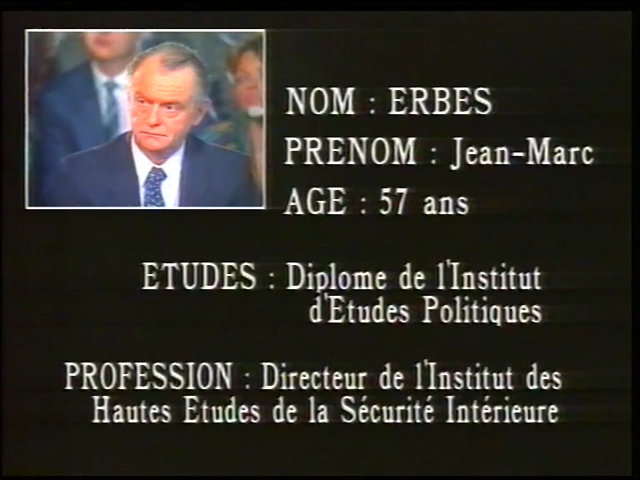 NOM : ERBES
PRENOM : Jean-Marc
AGE : 57 ans
ETUDES : Diplome de l'Institut
d'Etudes Politiques
PROFESSION : Directeur de l'Institut des
Hautes Etudes de la Sécurité Intérieure